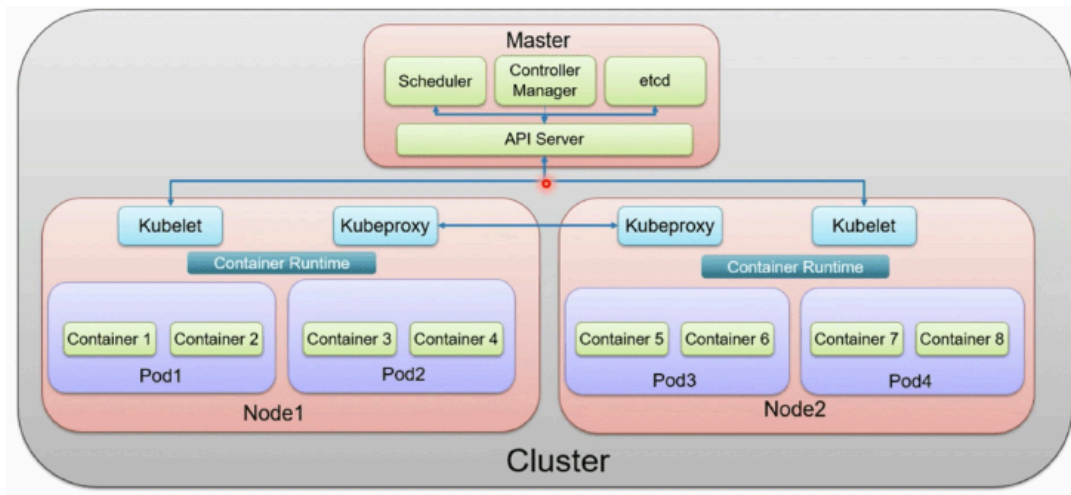 Master
Scheduler
Controller
Manager
etcd
API Server
Kubelet
Kubeproxy
Kubeproxy
Kubelet
Container Runtime
Container Runtime
Container 1
Container 2
Container 3
Container 4
Container 5
Container 6
Container 7
Container 8
Pod1
Pod2
Pod3
Pod4
Node1
Node2
Cluster